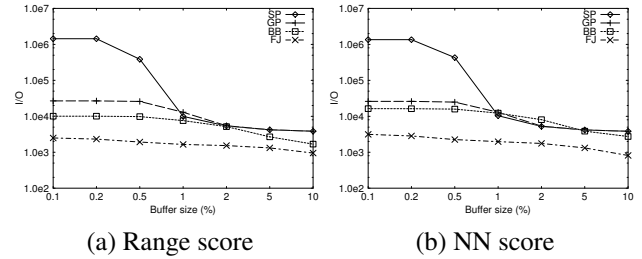 1.0e7
1.0e6
1.0e5
1.0e4
1.0e3
1.0e2
I/O
SP
GP
BB
FJ
0.1 0.2 0.5 1 2 5 10
Buffer size (%)
(a) Range score
1.0e7
1.0e6
1.0e5
1.0e4
1.0e3
1.0e2
I/O
SP
GP
BB
FJ
0.1 0.2 0.5 1 2 5 10
Buffer size (%)
(b) NN score